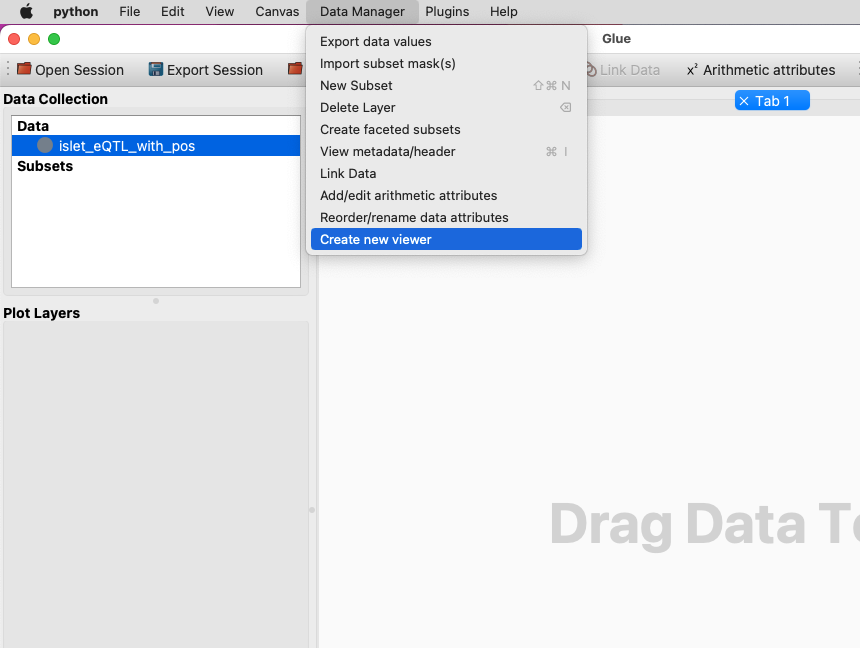 python File Edit View Canvas Data Manager Plugins Help
Glue
Open Session Export Session Link Data x² Arithmetic attributes
Data Collection
Data
islet_eQTL_with_pos
Subsets
Plot Layers
Export data values
Import subset mask(s)
New Subset ⇧⌘ N
Delete Layer ⌫
Create faceted subsets
View metadata/header ⌘ I
Link Data
Add/edit arithmetic attributes
Reorder/rename data attributes
Create new viewer
× Tab 1
Drag Data To